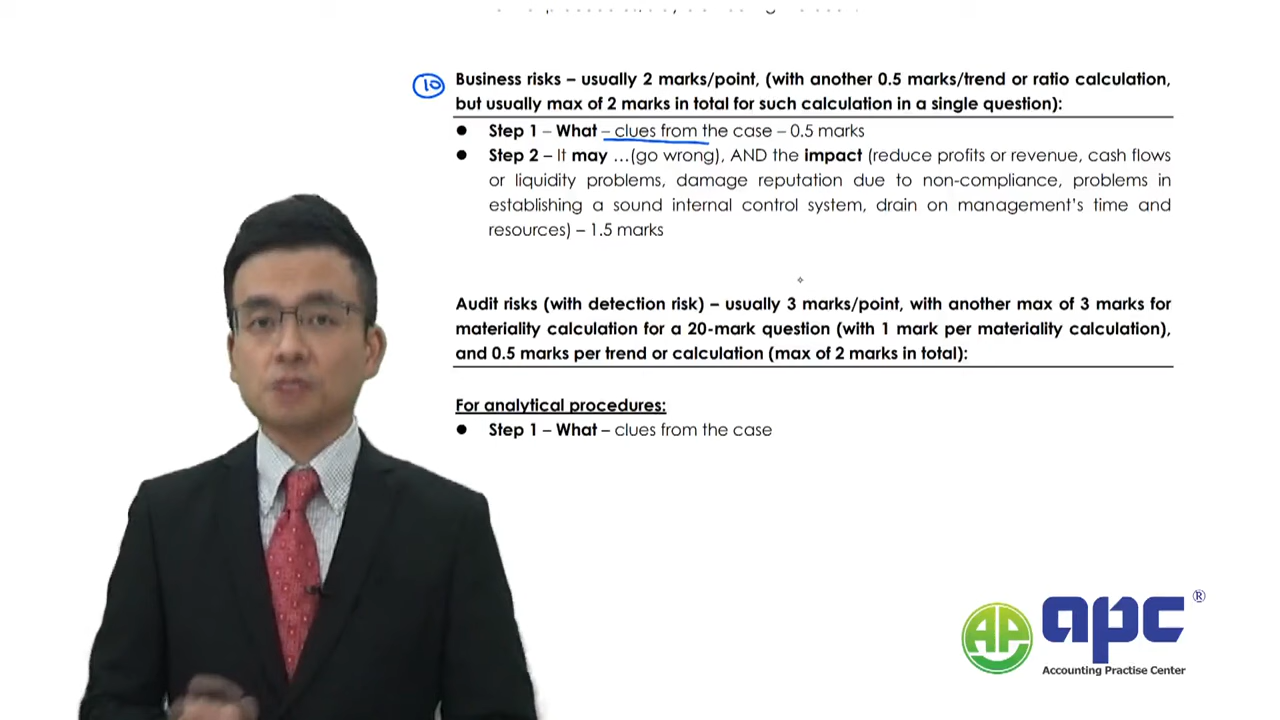 10
Business risks – usually 2 marks/point, (with another 0.5 marks/trend or ratio calculation,
but usually max of 2 marks in total for such calculation in a single question):
● Step 1 – What – clues from the case – 0.5 marks
● Step 2 – It may …(go wrong), AND the impact (reduce profits or revenue, cash flows
or liquidity problems, damage reputation due to non-compliance, problems in
establishing a sound internal control system, drain on management's time and
resources) – 1.5 marks
Audit risks (with detection risk) – usually 3 marks/point, with another max of 3 marks for
materiality calculation for a 20-mark question (with 1 mark per materiality calculation),
and 0.5 marks per trend or calculation (max of 2 marks in total):
For analytical procedures:
● Step 1 – What – clues from the case
AP apc ®
Accounting Practise Center